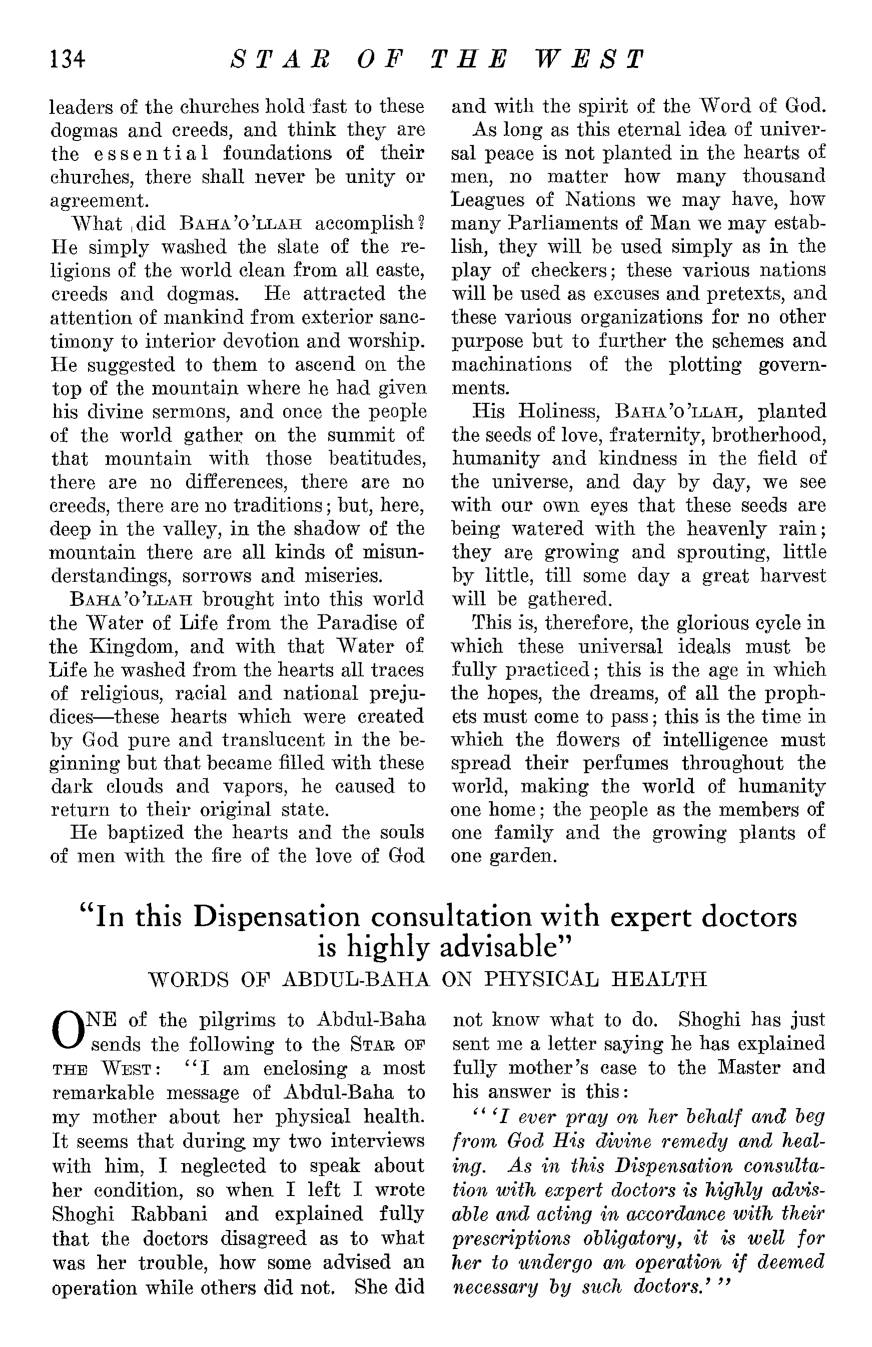 134 STAR OF THE WEST
leaders of the churches hold fast to these
dogmas and creeds, and think they are
the essential foundations of their
churches, there shall never be unity or
agreement.
What did BAHA'O'LLAH accomplish?
He simply washed the slate of the re-
ligions of the world clean from all caste,
creeds and dogmas. He attracted the
attention of mankind from exterior sanc-
timony to interior devotion and worship.
He suggested to them to ascend on the
top of the mountain where he had given
his divine sermons, and once the people
of the world gather on the summit of
that mountain with those beatitudes,
there are no differences, there are no
creeds, there are no traditions; but, here,
deep in the valley, in the shadow of the
mountain there are all kinds of misun-
derstandings, sorrows and miseries.
BAHA'O'LLAH brought into this world
the Water of Life from the Paradise of
the Kingdom, and with that Water of
Life he washed from the hearts all traces
of religious, racial and national preju-
dices—these hearts which were created
by God pure and translucent in the be-
ginning but that became filled with these
dark clouds and vapors, he caused to
return to their original state.
He baptized the hearts and the souls
of men with the fire of the love of God
and with the spirit of the Word of God.
As long as this eternal idea of univer-
sal peace is not planted in the hearts of
men, no matter how many thousand
Leagues of Nations we may have, how
many Parliaments of Man we may estab-
lish, they will be used simply as in the
play of checkers; these various nations
will be used as excuses and pretexts, and
these various organizations for no other
purpose but to further the schemes and
machinations of the plotting govern-
ments.
His Holiness, BAHA'O'LLAH, planted
the seeds of love, fraternity, brotherhood,
humanity and kindness in the field of
the universe, and day by day, we see
with our own eyes that these seeds are
being watered with the heavenly rain;
they are growing and sprouting, little
by little, till some day a great harvest
will be gathered.
This is, therefore, the glorious cycle in
which these universal ideals must be
fully practiced; this is the age in which
the hopes, the dreams, of all the proph-
ets must come to pass; this is the time in
which the flowers of intelligence must
spread their perfumes throughout the
world, making the world of humanity
one home; the people as the members of
one family and the growing plants of
one garden.
"In this Dispensation consultation with expert doctors
is highly advisable"
WORDS OF ABDUL-BAHA ON PHYSICAL HEALTH
ONE of the pilgrims to Abdul-Baha
sends the following to the STAR OF
THE WEST: "I am enclosing a most
remarkable message of Abdul-Baha to
my mother about her physical health.
It seems that during my two interviews
with him, I neglected to speak about
her condition, so when I left I wrote
Shoghi Rabbani and explained fully
that the doctors disagreed as to what
was her trouble, how some advised an
operation while others did not. She did
not know what to do. Shoghi has just
sent me a letter saying he has explained
fully mother's case to the Master and
his answer is this:
"'I ever pray on her behalf and beg
from God His divine remedy and heal-
ing. As in this Dispensation consulta-
tion with expert doctors is highly advis-
able and acting in accordance with their
prescriptions obligatory, it is well for
her to undergo an operation if deemed
necessary by such doctors.'"